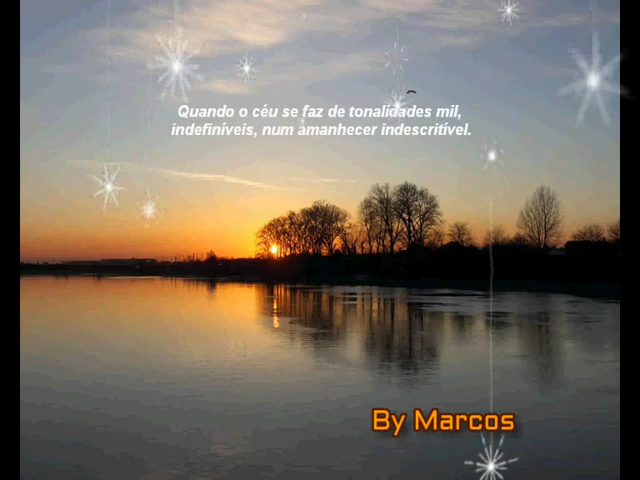 Quando o céu se faz de tonalidades mil,
indefiníveis, num amanhecer indescritível.
By Marcos